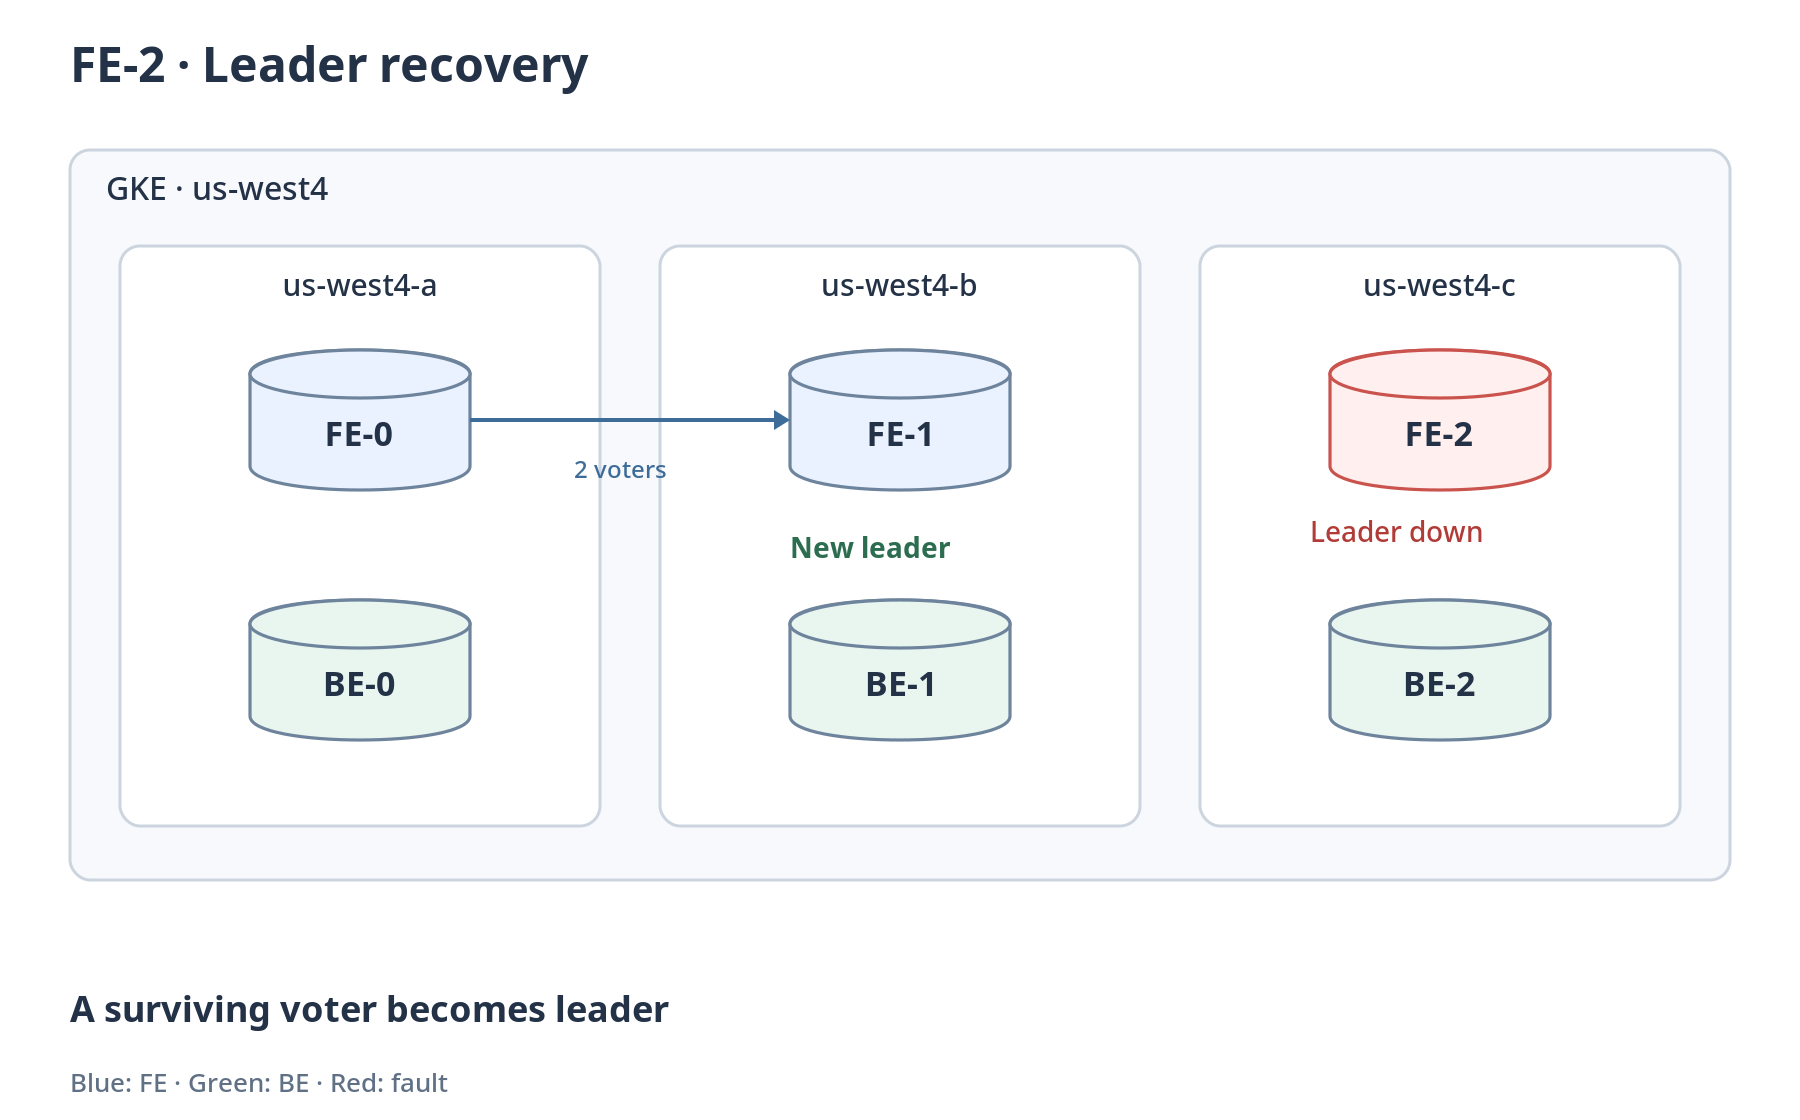 FE-2 · Leader recovery
GKE · us-west4
us-west4-a
us-west4-b
us-west4-c
FE-0
FE-1
FE-2
2 voters
New leader
Leader down
BE-0
BE-1
BE-2
A surviving voter becomes leader
Blue: FE · Green: BE · Red: fault